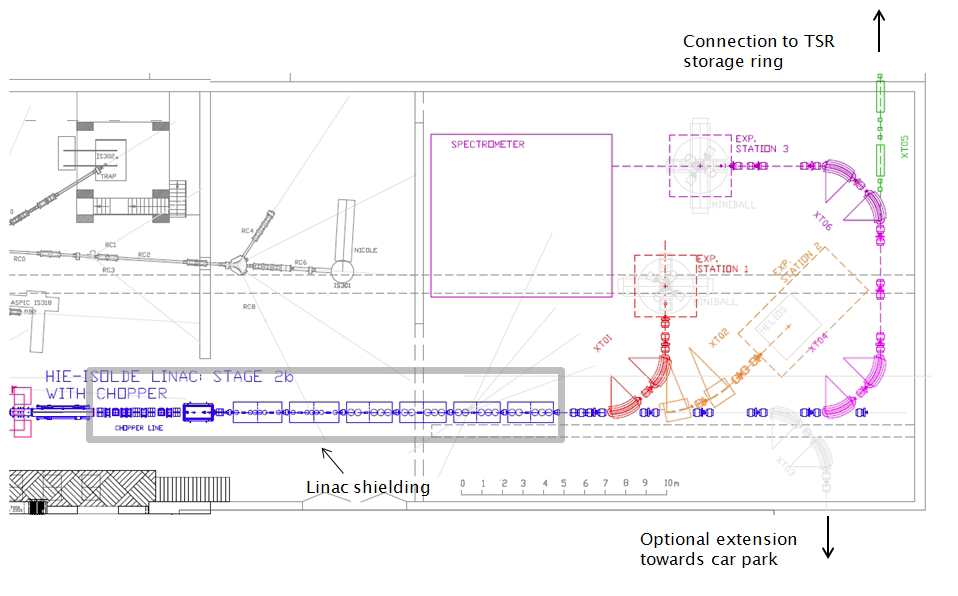 Connection to TSR
storage ring
SPECTROMETER
EXP.
STATION 3
XT05
IS302
TRAP
MINIBALL
XT06
RC4
RC1
RC0
RC2
RC3
RC6
NICOLE
IS301
EXP.
STATION 1
EXP.
STATION 2
MINIBALL
HELIOS
ASPIC IS318
RC8
XT01
XT02
XT04
HIE-ISOLDE LINAC: STAGE 2b
WITH CHOPPER
CHOPPER LINE
XT03
Linac shielding
0 1 2 3 4 5 6 7 8 9 10m
Optional extension
towards car park